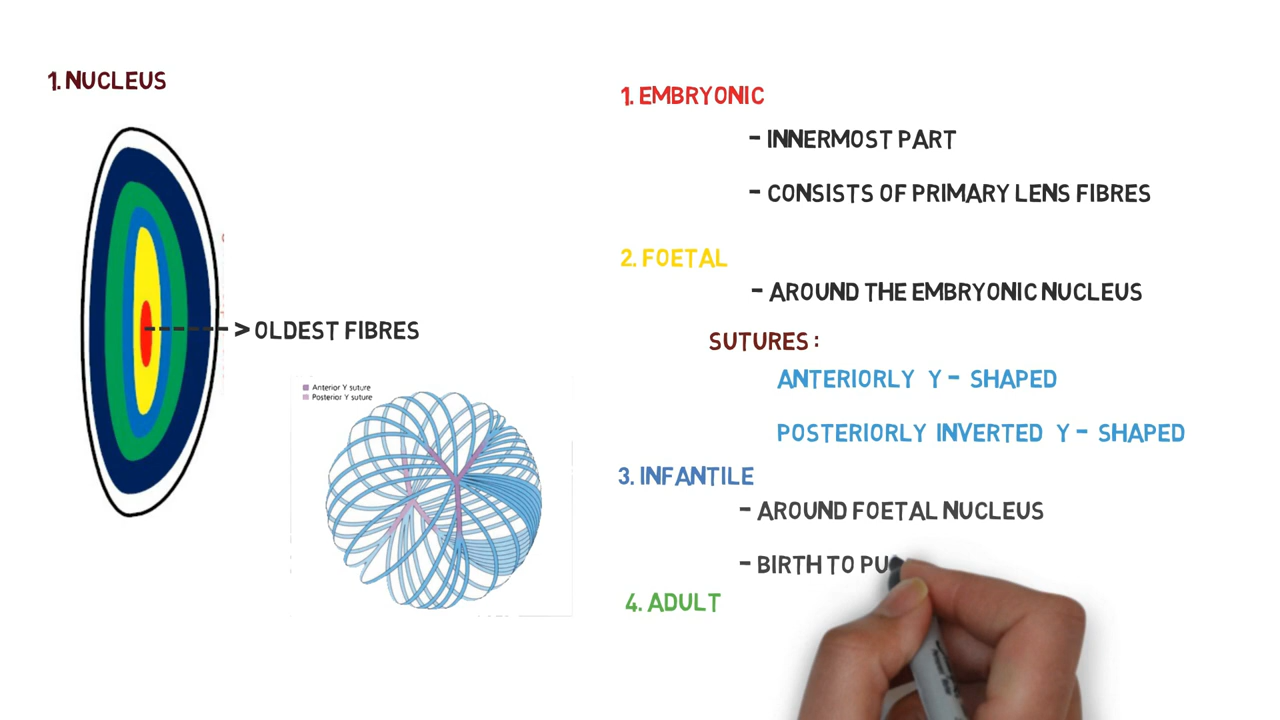 1. NUCLEUS
> OLDEST FIBRES
Anterior Y suture
Posterior Y suture
1. EMBRYONIC
- INNERMOST PART
- CONSISTS OF PRIMARY LENS FIBRES
2. FOETAL
- AROUND THE EMBRYONIC NUCLEUS
SUTURES :
ANTERIORLY Y - SHAPED
POSTERIORLY INVERTED Y - SHAPED
3. INFANTILE
- AROUND FOETAL NUCLEUS
- BIRTH TO PU
4. ADULT